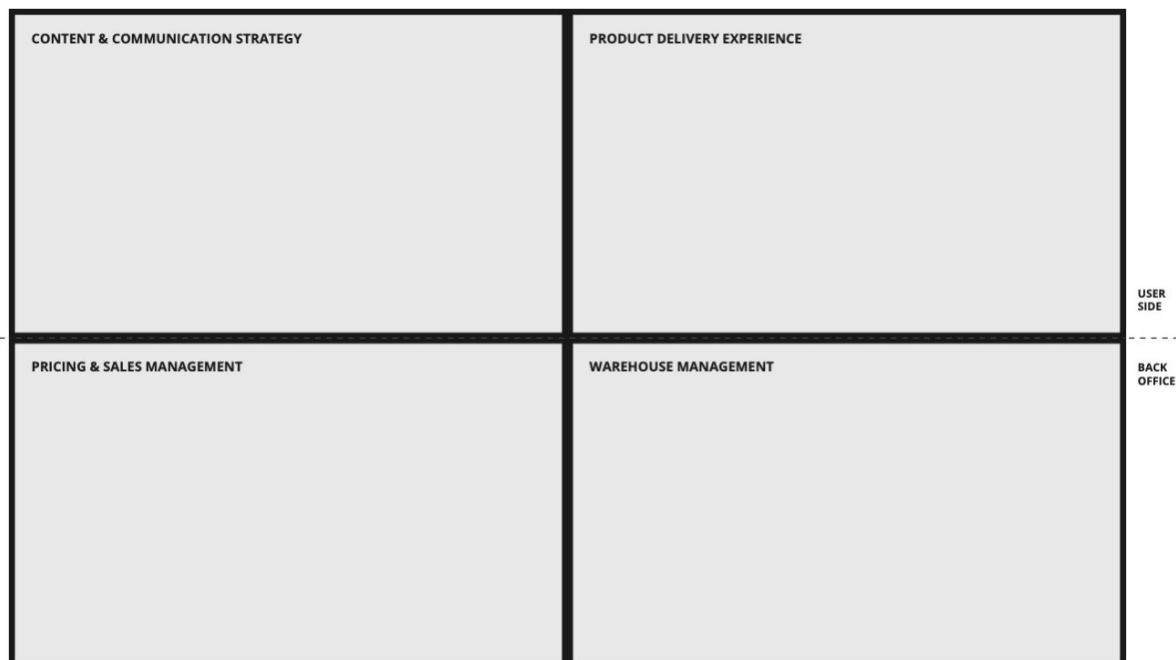 CONTENT & COMMUNICATION STRATEGY
PRODUCT DELIVERY EXPERIENCE
USER
SIDE
PRICING & SALES MANAGEMENT
WAREHOUSE MANAGEMENT
BACK
OFFICE